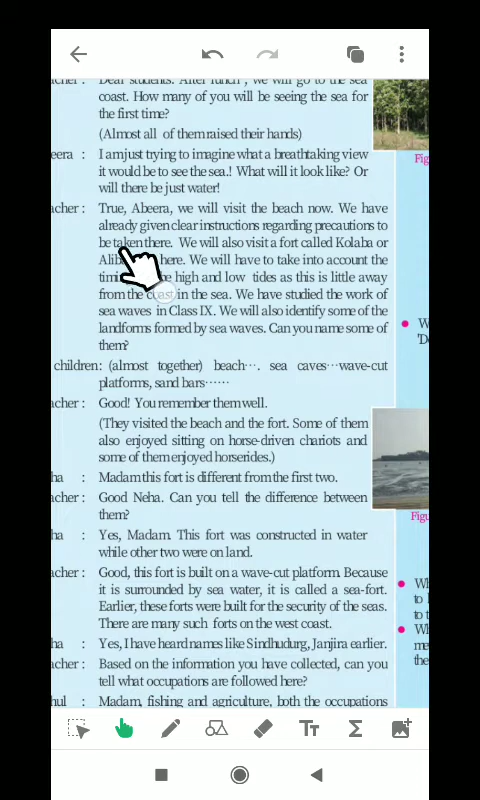 acher : Dear students. After lunch , we will go to the sea
coast. How many of you will be seeing the sea for
the first time?
(Almost all of them raised their hands)
eera : I am just trying to imagine what a breathtaking view
it would be to see the sea.! What will it look like? Or
will there be just water!
acher : True, Abeera, we will visit the beach now. We have
already given clear instructions regarding precautions to
be taken there. We will also visit a fort called Kolaba or
here. We will have to take into account the
high and low tides as this is little away
from the coast in the sea. We have studied the work of
sea waves in Class IX. We will also identify some of the
landforms formed by sea waves. Can you name some of
them?
children: (almost together) beach···. sea caves···wave-cut
platforms, sand bars······
acher : Good! You remember them well.
(They visited the beach and the fort. Some of them
also enjoyed sitting on horse-driven chariots and
some of them enjoyed horserides.)
ha : Madam this fort is different from the first two.
acher : Good Neha. Can you tell the difference between
them?
ha : Yes, Madam. This fort was constructed in water
while other two were on land.
acher : Good, this fort is built on a wave-cut platform. Because
it is surrounded by sea water, it is called a sea-fort.
Earlier, these forts were built for the security of the seas.
There are many such forts on the west coast.
ha : Yes, I have heard names like Sindhudurg, Janjira earlier.
acher : Based on the information you have collected, can you
tell what occupations are followed here?
hul : Madam, fishing and agriculture, both the occupations
Fig
Figu
to
to t
me
the
Tt
Σ